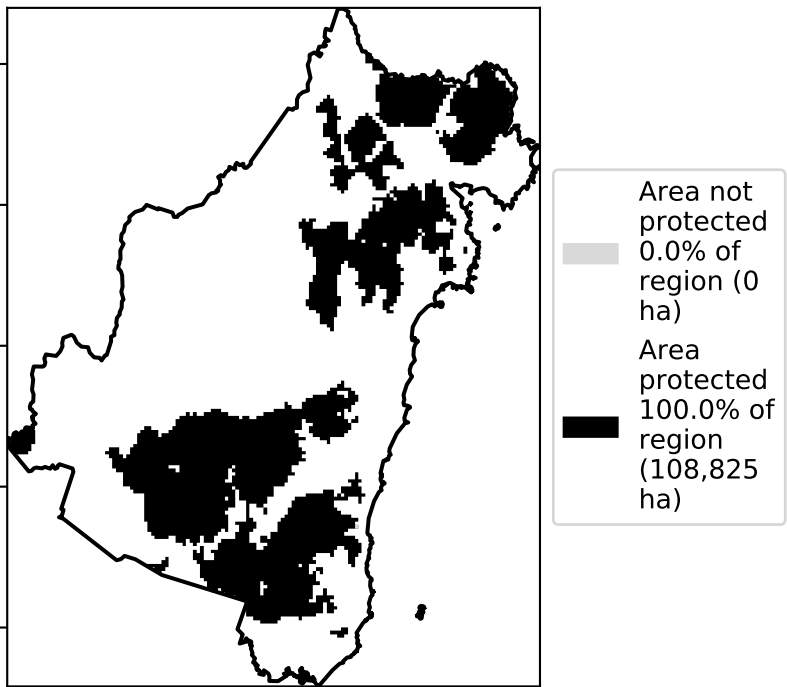 Area not
protected
0.0% of
region (0
ha)
Area
protected
100.0% of
region
(108,825
ha)